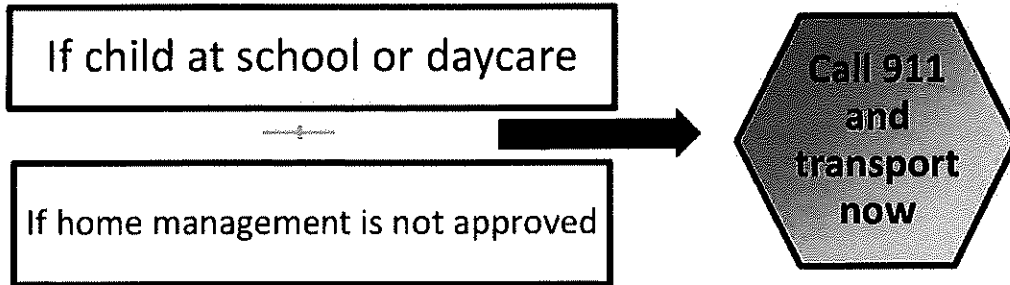 If child at school or daycare
If home management is not approved
Call 911
and
transport
now